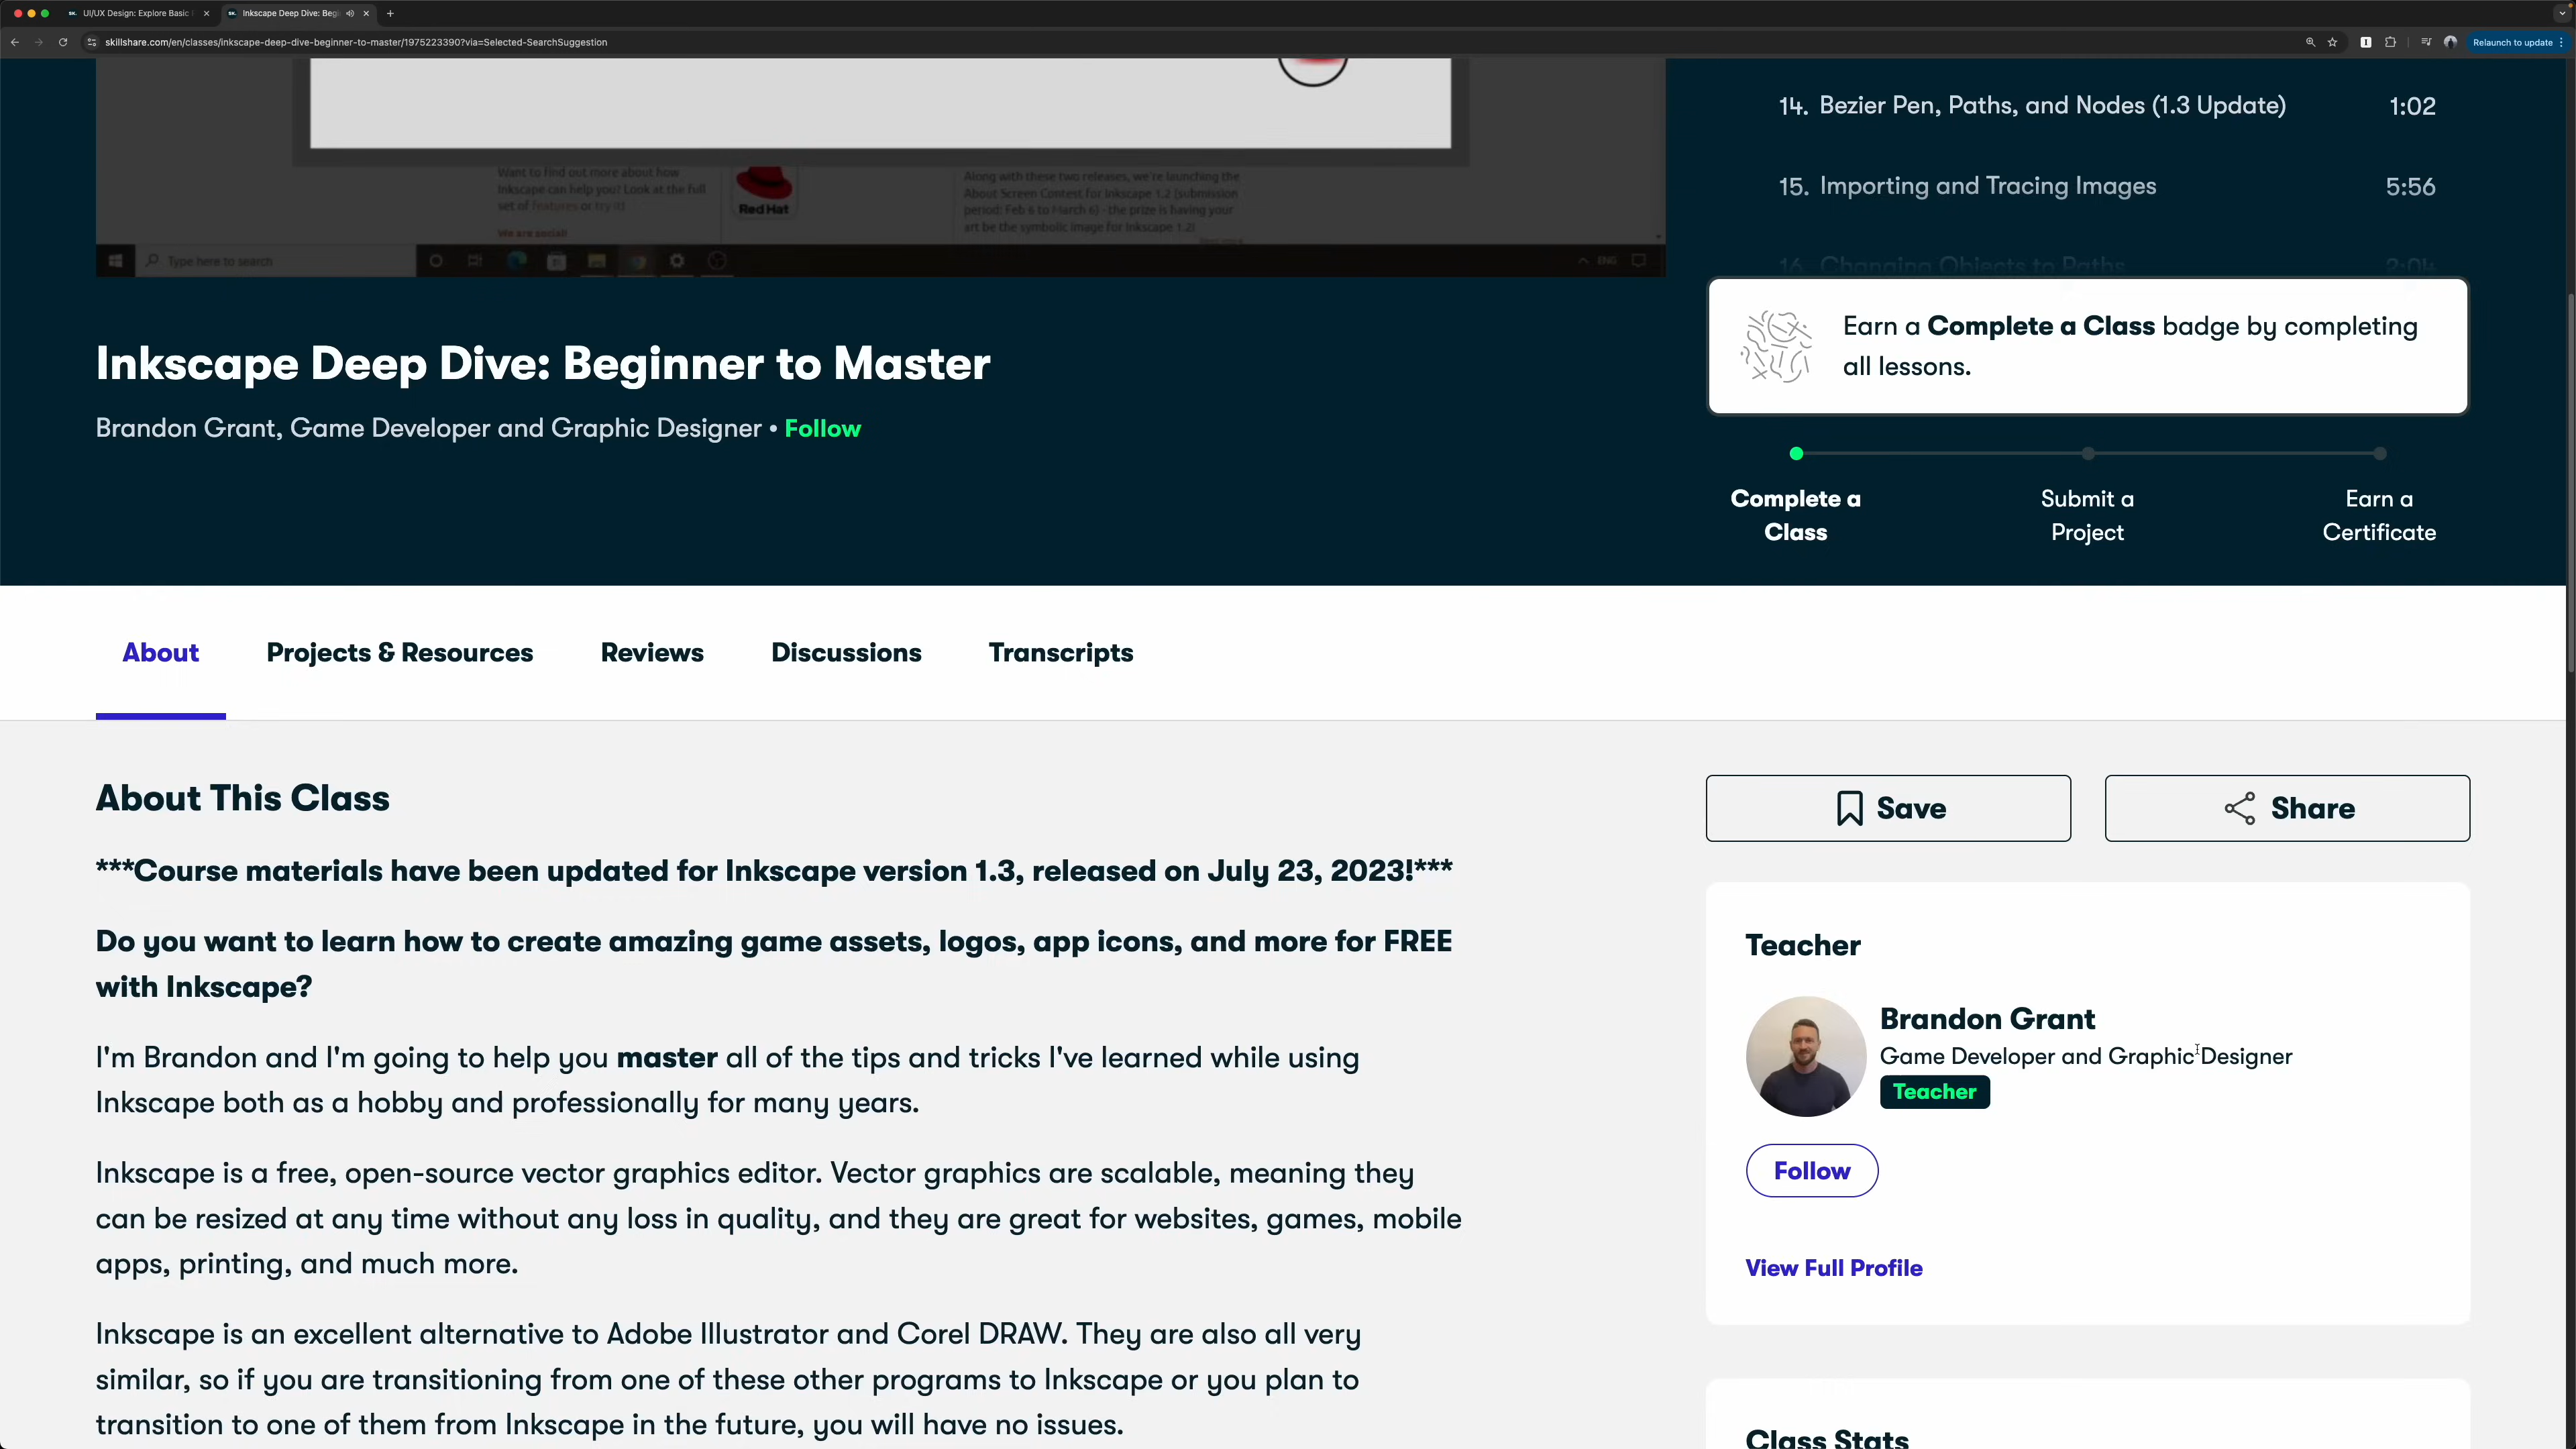 UI/UX Design: Explore Basic
Inkscape Deep Dive: Beg
skillshare.com/en/classes/inkscape-deep-dive-beginner-to-master/1975223390?via=Selected-SearchSuggestion
Relaunch to update
Want to find out more about how
Inkscape can help you? Look at the full
set of features or try it!
We are social!
Red Hat
Along with these two releases, we're launching the
About Screen Contest for Inkscape 1.2 (submission
period: Feb 6 to March 6) - the prize is having your
art be the symbolic image for Inkscape 1.2!
Type here to search
ENG
14. Bezier Pen, Paths, and Nodes (1.3 Update) 1:02
15. Importing and Tracing Images 5:56
16. Changing Objects to Paths 2:04
Earn a Complete a Class badge by completing
all lessons.
Complete a
Class
Submit a
Project
Earn a
Certificate
Inkscape Deep Dive: Beginner to Master
Brandon Grant, Game Developer and Graphic Designer • Follow
About
Projects & Resources
Reviews
Discussions
Transcripts
About This Class
***Course materials have been updated for Inkscape version 1.3, released on July 23, 2023!***
Do you want to learn how to create amazing game assets, logos, app icons, and more for FREE
with Inkscape?
I'm Brandon and I'm going to help you master all of the tips and tricks I've learned while using
Inkscape both as a hobby and professionally for many years.
Inkscape is a free, open-source vector graphics editor. Vector graphics are scalable, meaning they
can be resized at any time without any loss in quality, and they are great for websites, games, mobile
apps, printing, and much more.
Inkscape is an excellent alternative to Adobe Illustrator and Corel DRAW. They are also all very
similar, so if you are transitioning from one of these other programs to Inkscape or you plan to
transition to one of them from Inkscape in the future, you will have no issues.
Save
Share
Teacher
Brandon Grant
Game Developer and Graphic Designer
Teacher
Follow
View Full Profile
Class Stats